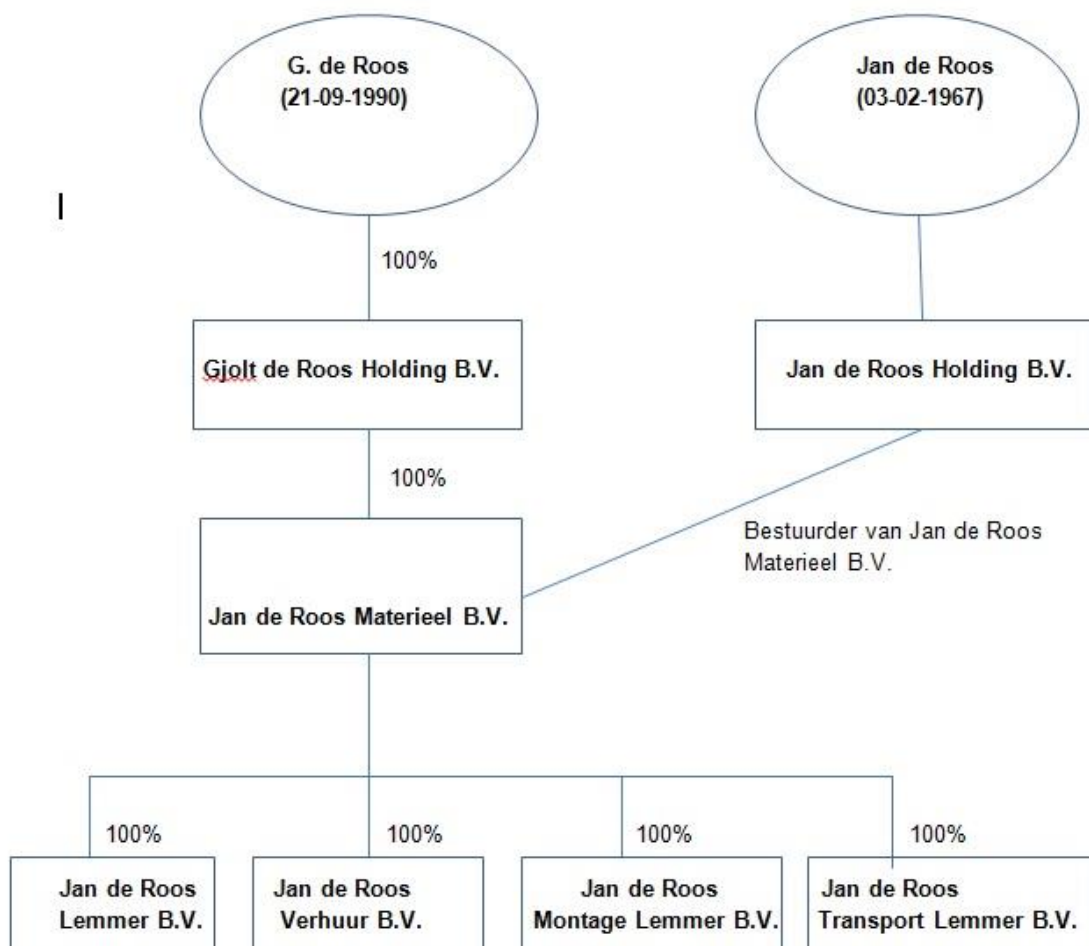 G. de Roos
(21-09-1990)
Jan de Roos
(03-02-1967)
100%
Gjolt de Roos Holding B.V.
Jan de Roos Holding B.V.
100%
Bestuurder van Jan de Roos
Materieel B.V.
Jan de Roos Materieel B.V.
100%
100%
100%
100%
Jan de Roos
Lemmer B.V.
Jan de Roos
Verhuur B.V.
Jan de Roos
Montage Lemmer B.V.
Jan de Roos
Transport Lemmer B.V.